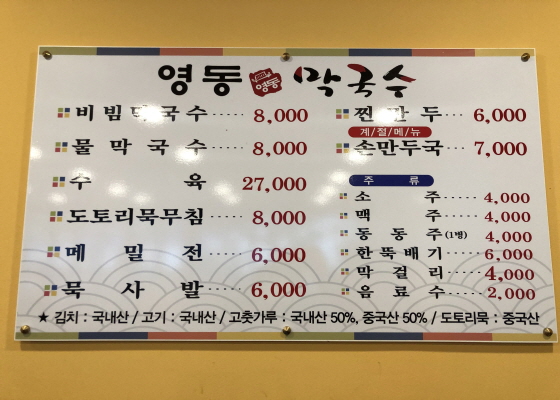 영동 영동 막국수
비빔막국수 ····· 8,000
물막국수 ····· 8,000
수육 27,000
도토리묵무침 ····· 8,000
메밀전 ····· 6,000
묵사발 ····· 6,000
찐만두 ··· 6,000
계/절/메/뉴
손만두국 ··· 7,000
주 류
소주 ···· 4,000
맥주 ···· 4,000
동동주(1병) 4,000
한뚝배기 ···· 6,000
막걸리 ···· 4,000
음료수 ···· 2,000
★ 김치 : 국내산 / 고기 : 국내산 / 고춧가루 : 국내산 50%, 중국산 50% / 도토리묵 : 중국산